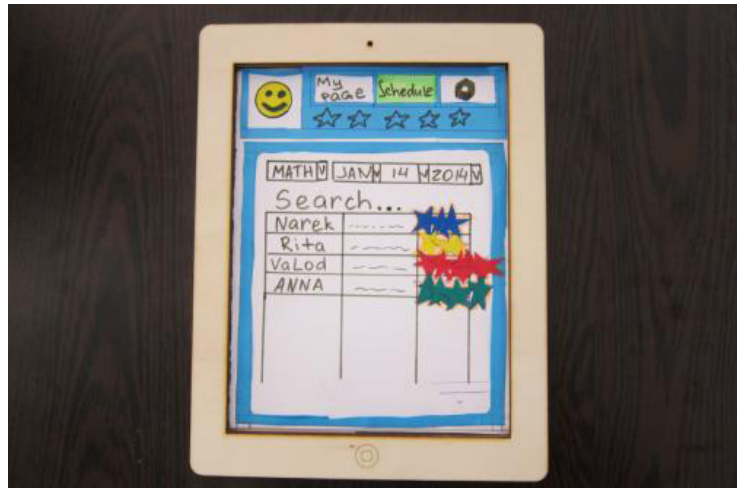 My page Schedule
MATH JAN 14 2014
Search...
Narek
Rita
VaLod
ANNA